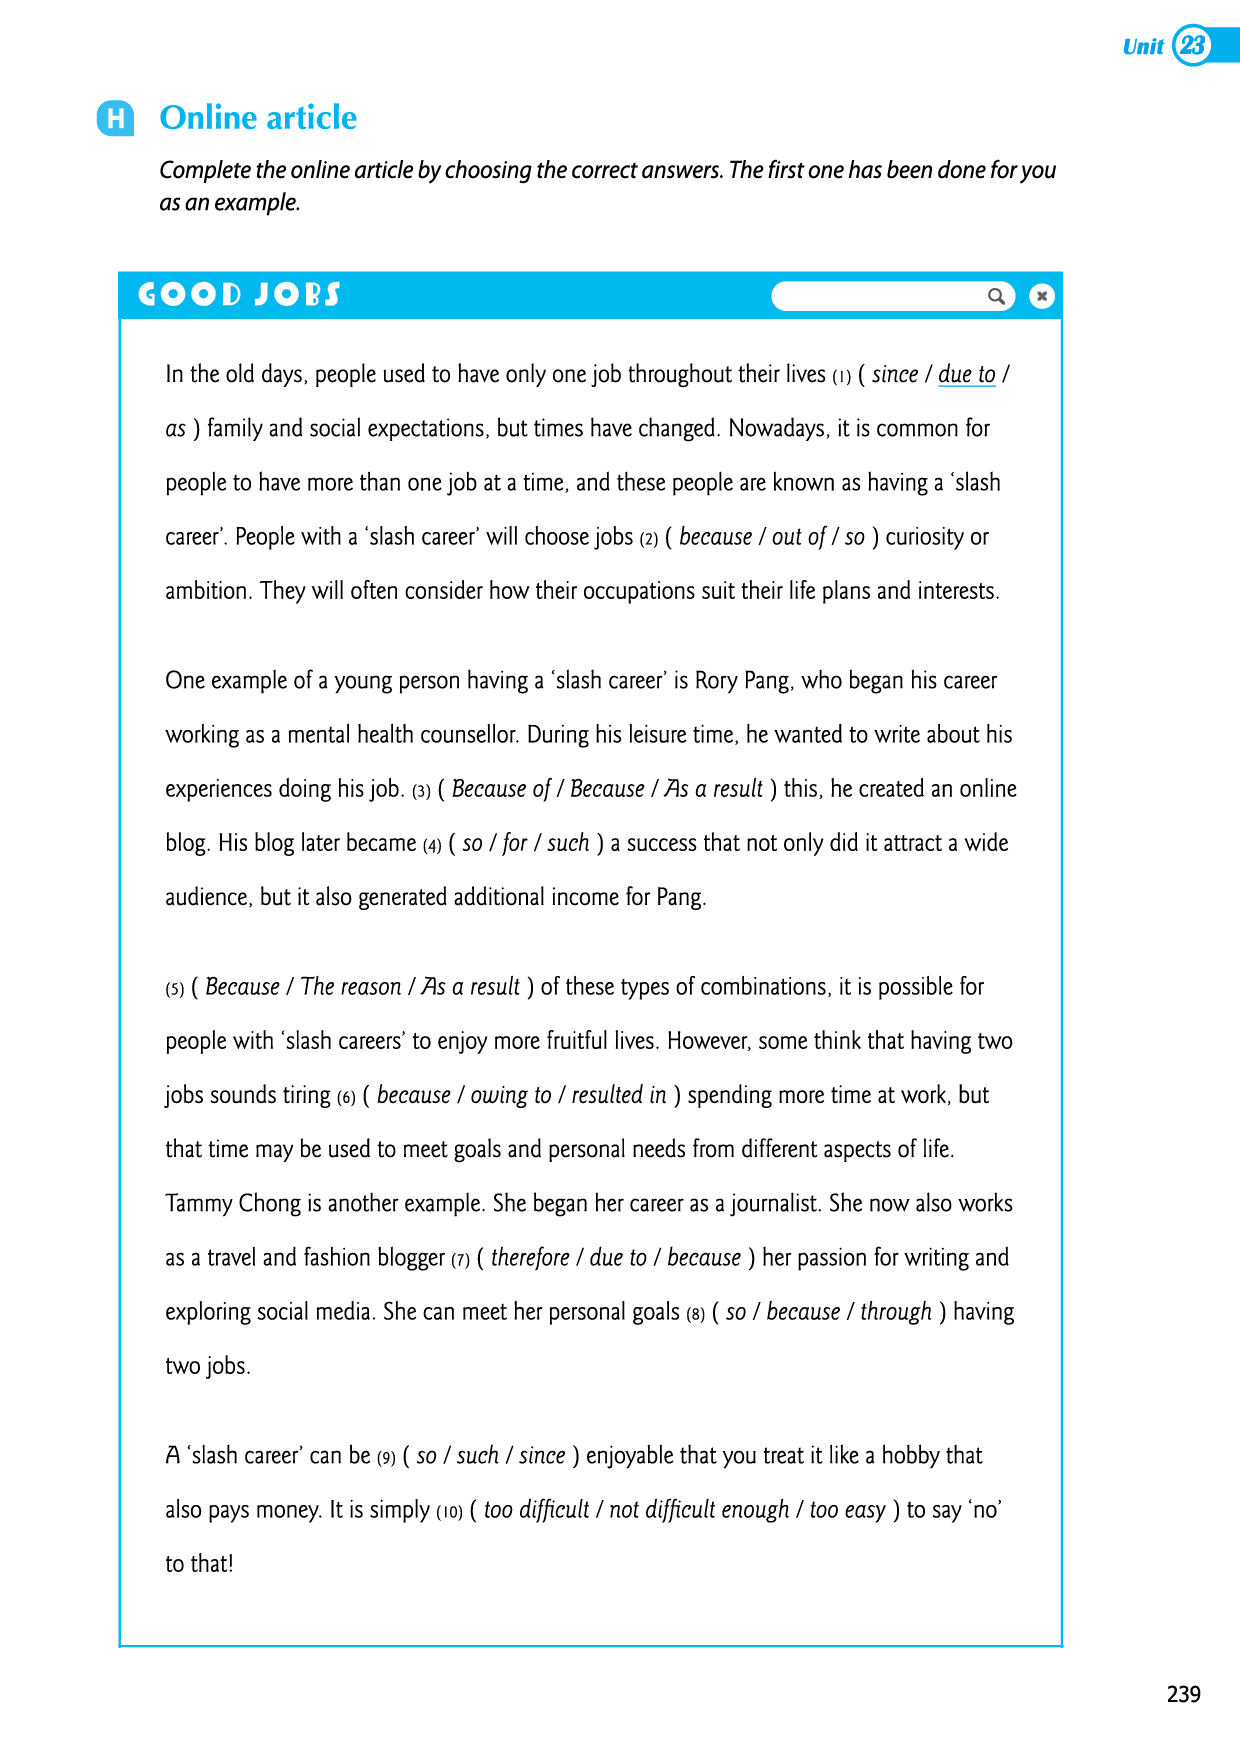 Unit 23
H Online article
Complete the online article by choosing the correct answers. The first one has been done for you
as an example.
GOOD JOBS
In the old days, people used to have only one job throughout their lives (1) ( since / due to /
as ) family and social expectations, but times have changed. Nowadays, it is common for
people to have more than one job at a time, and these people are known as having a ‘slash
career’. People with a ‘slash career’ will choose jobs (2) ( because / out of / so ) curiosity or
ambition. They will often consider how their occupations suit their life plans and interests.
One example of a young person having a ‘slash career’ is Rory Pang, who began his career
working as a mental health counsellor. During his leisure time, he wanted to write about his
experiences doing his job. (3) ( Because of / Because / As a result ) this, he created an online
blog. His blog later became (4) ( so / for / such ) a success that not only did it attract a wide
audience, but it also generated additional income for Pang.
(5) ( Because / The reason / As a result ) of these types of combinations, it is possible for
people with ‘slash careers’ to enjoy more fruitful lives. However, some think that having two
jobs sounds tiring (6) ( because / owing to / resulted in ) spending more time at work, but
that time may be used to meet goals and personal needs from different aspects of life.
Tammy Chong is another example. She began her career as a journalist. She now also works
as a travel and fashion blogger (7) ( therefore / due to / because ) her passion for writing and
exploring social media. She can meet her personal goals (8) ( so / because / through ) having
two jobs.
A ‘slash career’ can be (9) ( so / such / since ) enjoyable that you treat it like a hobby that
also pays money. It is simply (10) ( too difficult / not difficult enough / too easy ) to say ‘no’
to that!
239